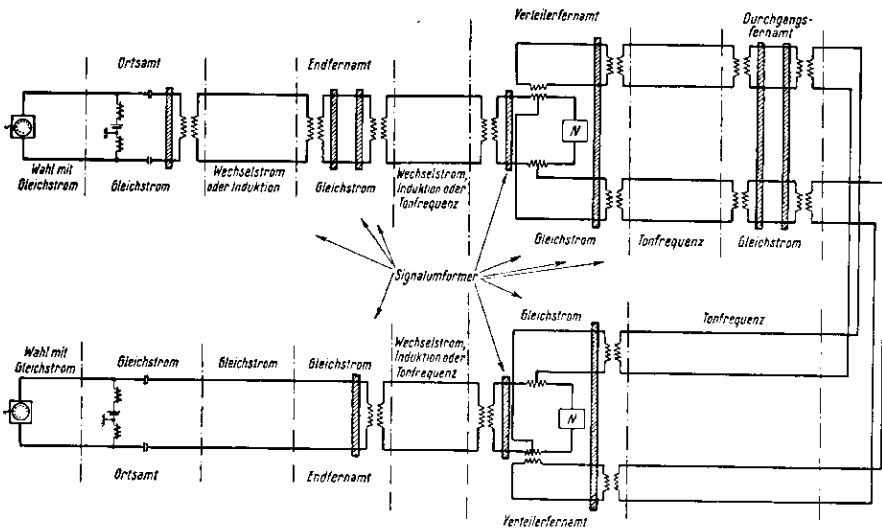 Verteilerfernamt
Durchgangs-
fernamt
Ortsamt
Endfernamt
N
Wahl mit
Gleichstrom
Gleichstrom
Wechselstrom
oder Induktion
Gleichstrom
Wechselstrom,
Induktion oder
Tonfrequenz
Gleichstrom
Tonfrequenz
Gleichstrom
Signalumformer
Wahl mit
Gleichstrom
Gleichstrom
Gleichstrom
Gleichstrom
Wechselstrom,
Induktion oder
Tonfrequenz
Gleichstrom
Tonfrequenz
N
Ortsamt
Endfernamt
Verteilerfernamt